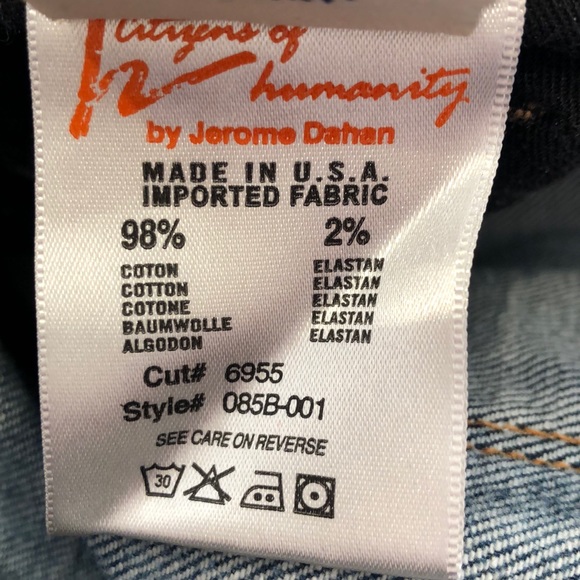 Citizens of
humanity
by Jerome Dahan
MADE IN U.S.A.
IMPORTED FABRIC
98% 2%
COTON ELASTAN
COTTON ELASTAN
COTONE ELASTAN
BAUMWOLLE ELASTAN
ALGODON ELASTAN
Cut# 6955
Style# 085B-001
SEE CARE ON REVERSE
30